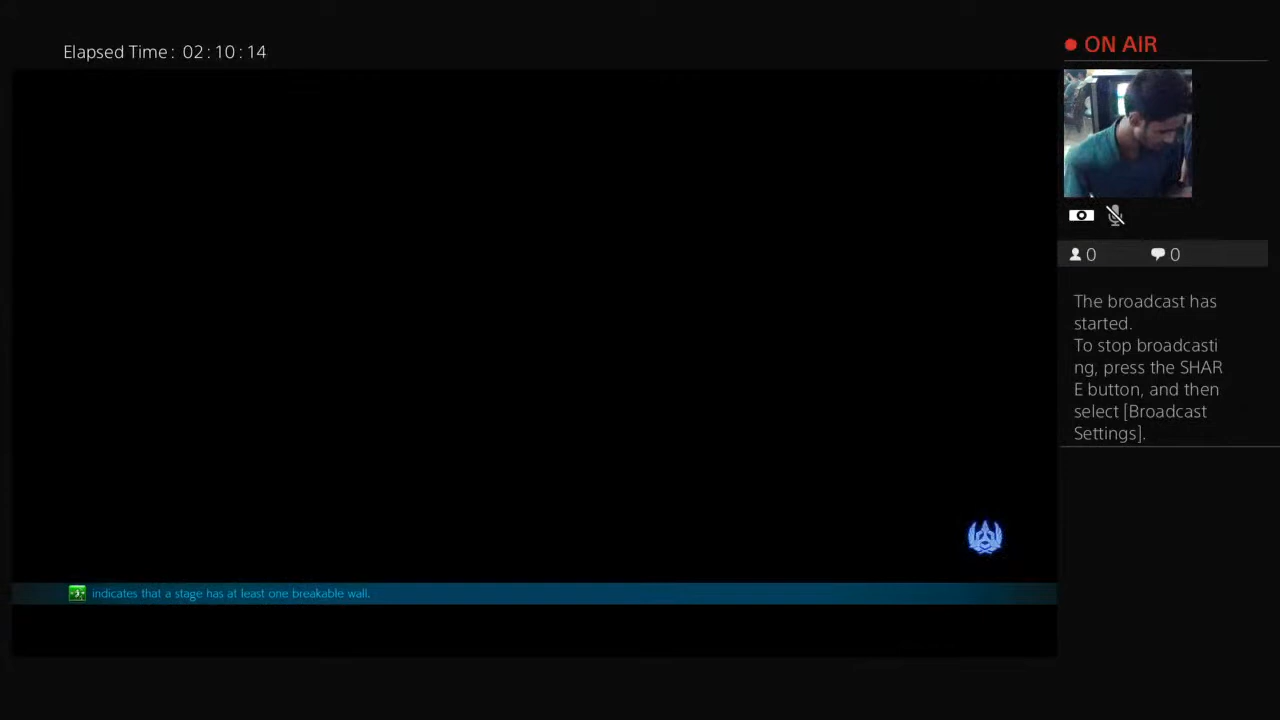 Elapsed Time: 02:10:14
ON AIR
0 0
The broadcast has
started.
To stop broadcasti
ng, press the SHAR
E button, and then
select [Broadcast
Settings].
indicates that a stage has at least one breakable wall.